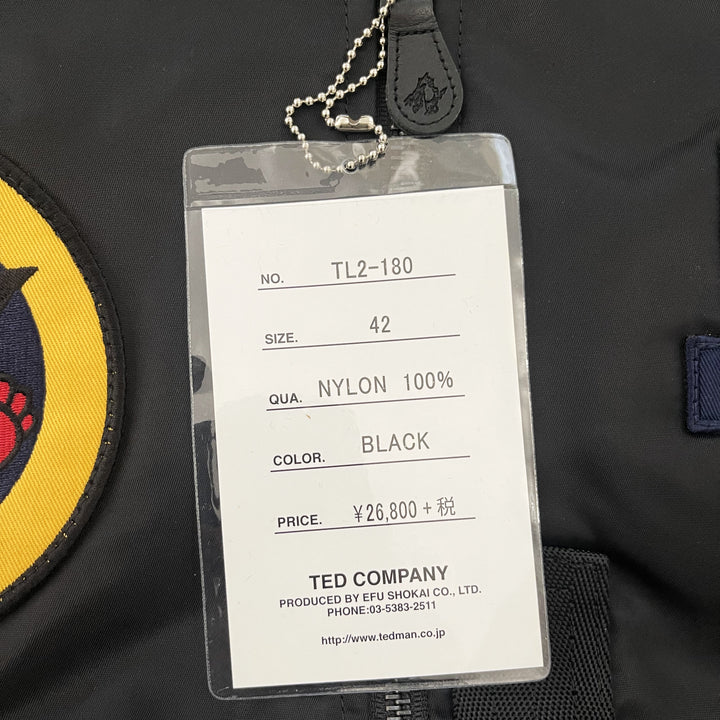 NO. TL2-180
SIZE. 42
QUA. NYLON 100%
COLOR. BLACK
PRICE. ¥26,800+税
TED COMPANY
PRODUCED BY EFU SHOKAI CO., LTD.
PHONE:03-5383-2511
http://www.tedman.co.jp